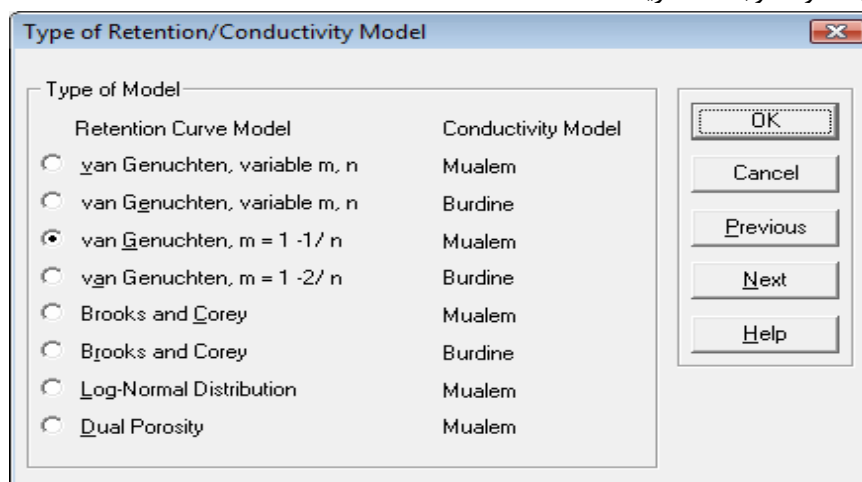 Type of Retention/Conductivity Model
Type of Model
Retention Curve Model Conductivity Model
van Genuchten, variable m, n Mualem
van Genuchten, variable m, n Burdine
van Genuchten, m = 1 -1/ n Mualem
van Genuchten, m = 1 -2/ n Burdine
Brooks and Corey Mualem
Brooks and Corey Burdine
Log-Normal Distribution Mualem
Dual Porosity Mualem
OK
Cancel
Previous
Next
Help